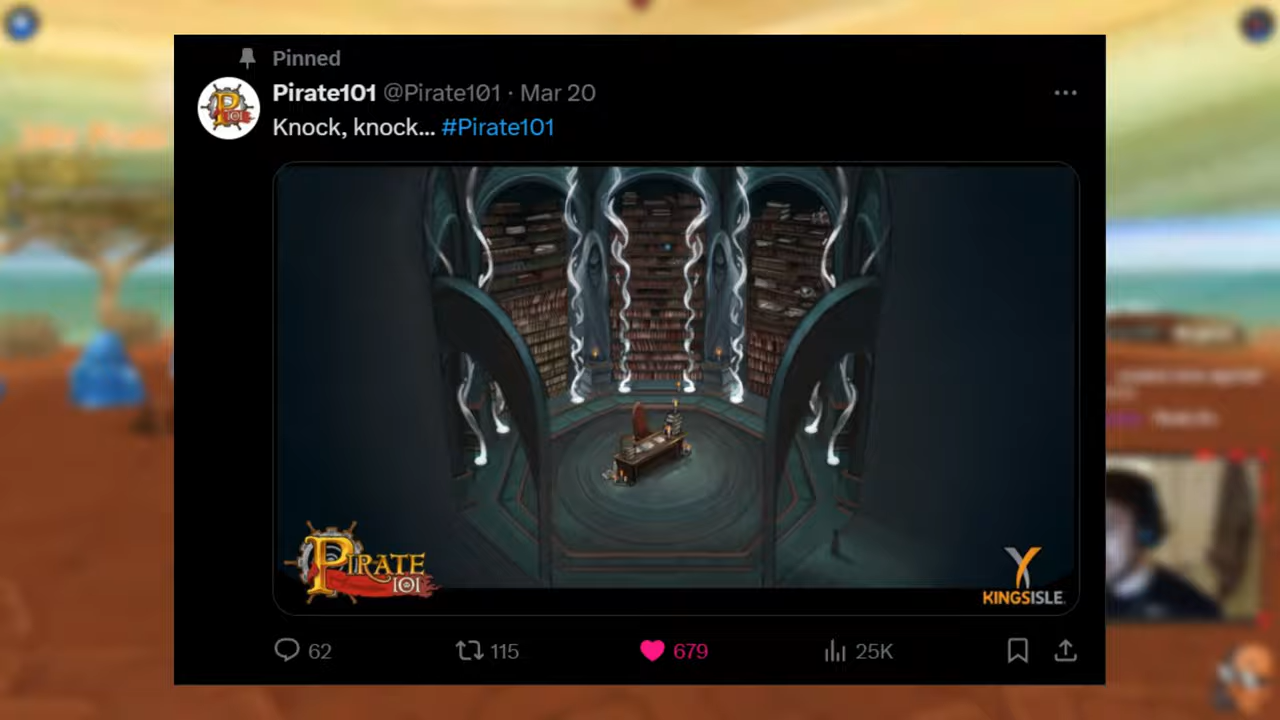 Pinned
Pirate101 @Pirate101 · Mar 20
Knock, knock... #Pirate101
PIRATE
101
KINGSISLE
62 115 679 25K